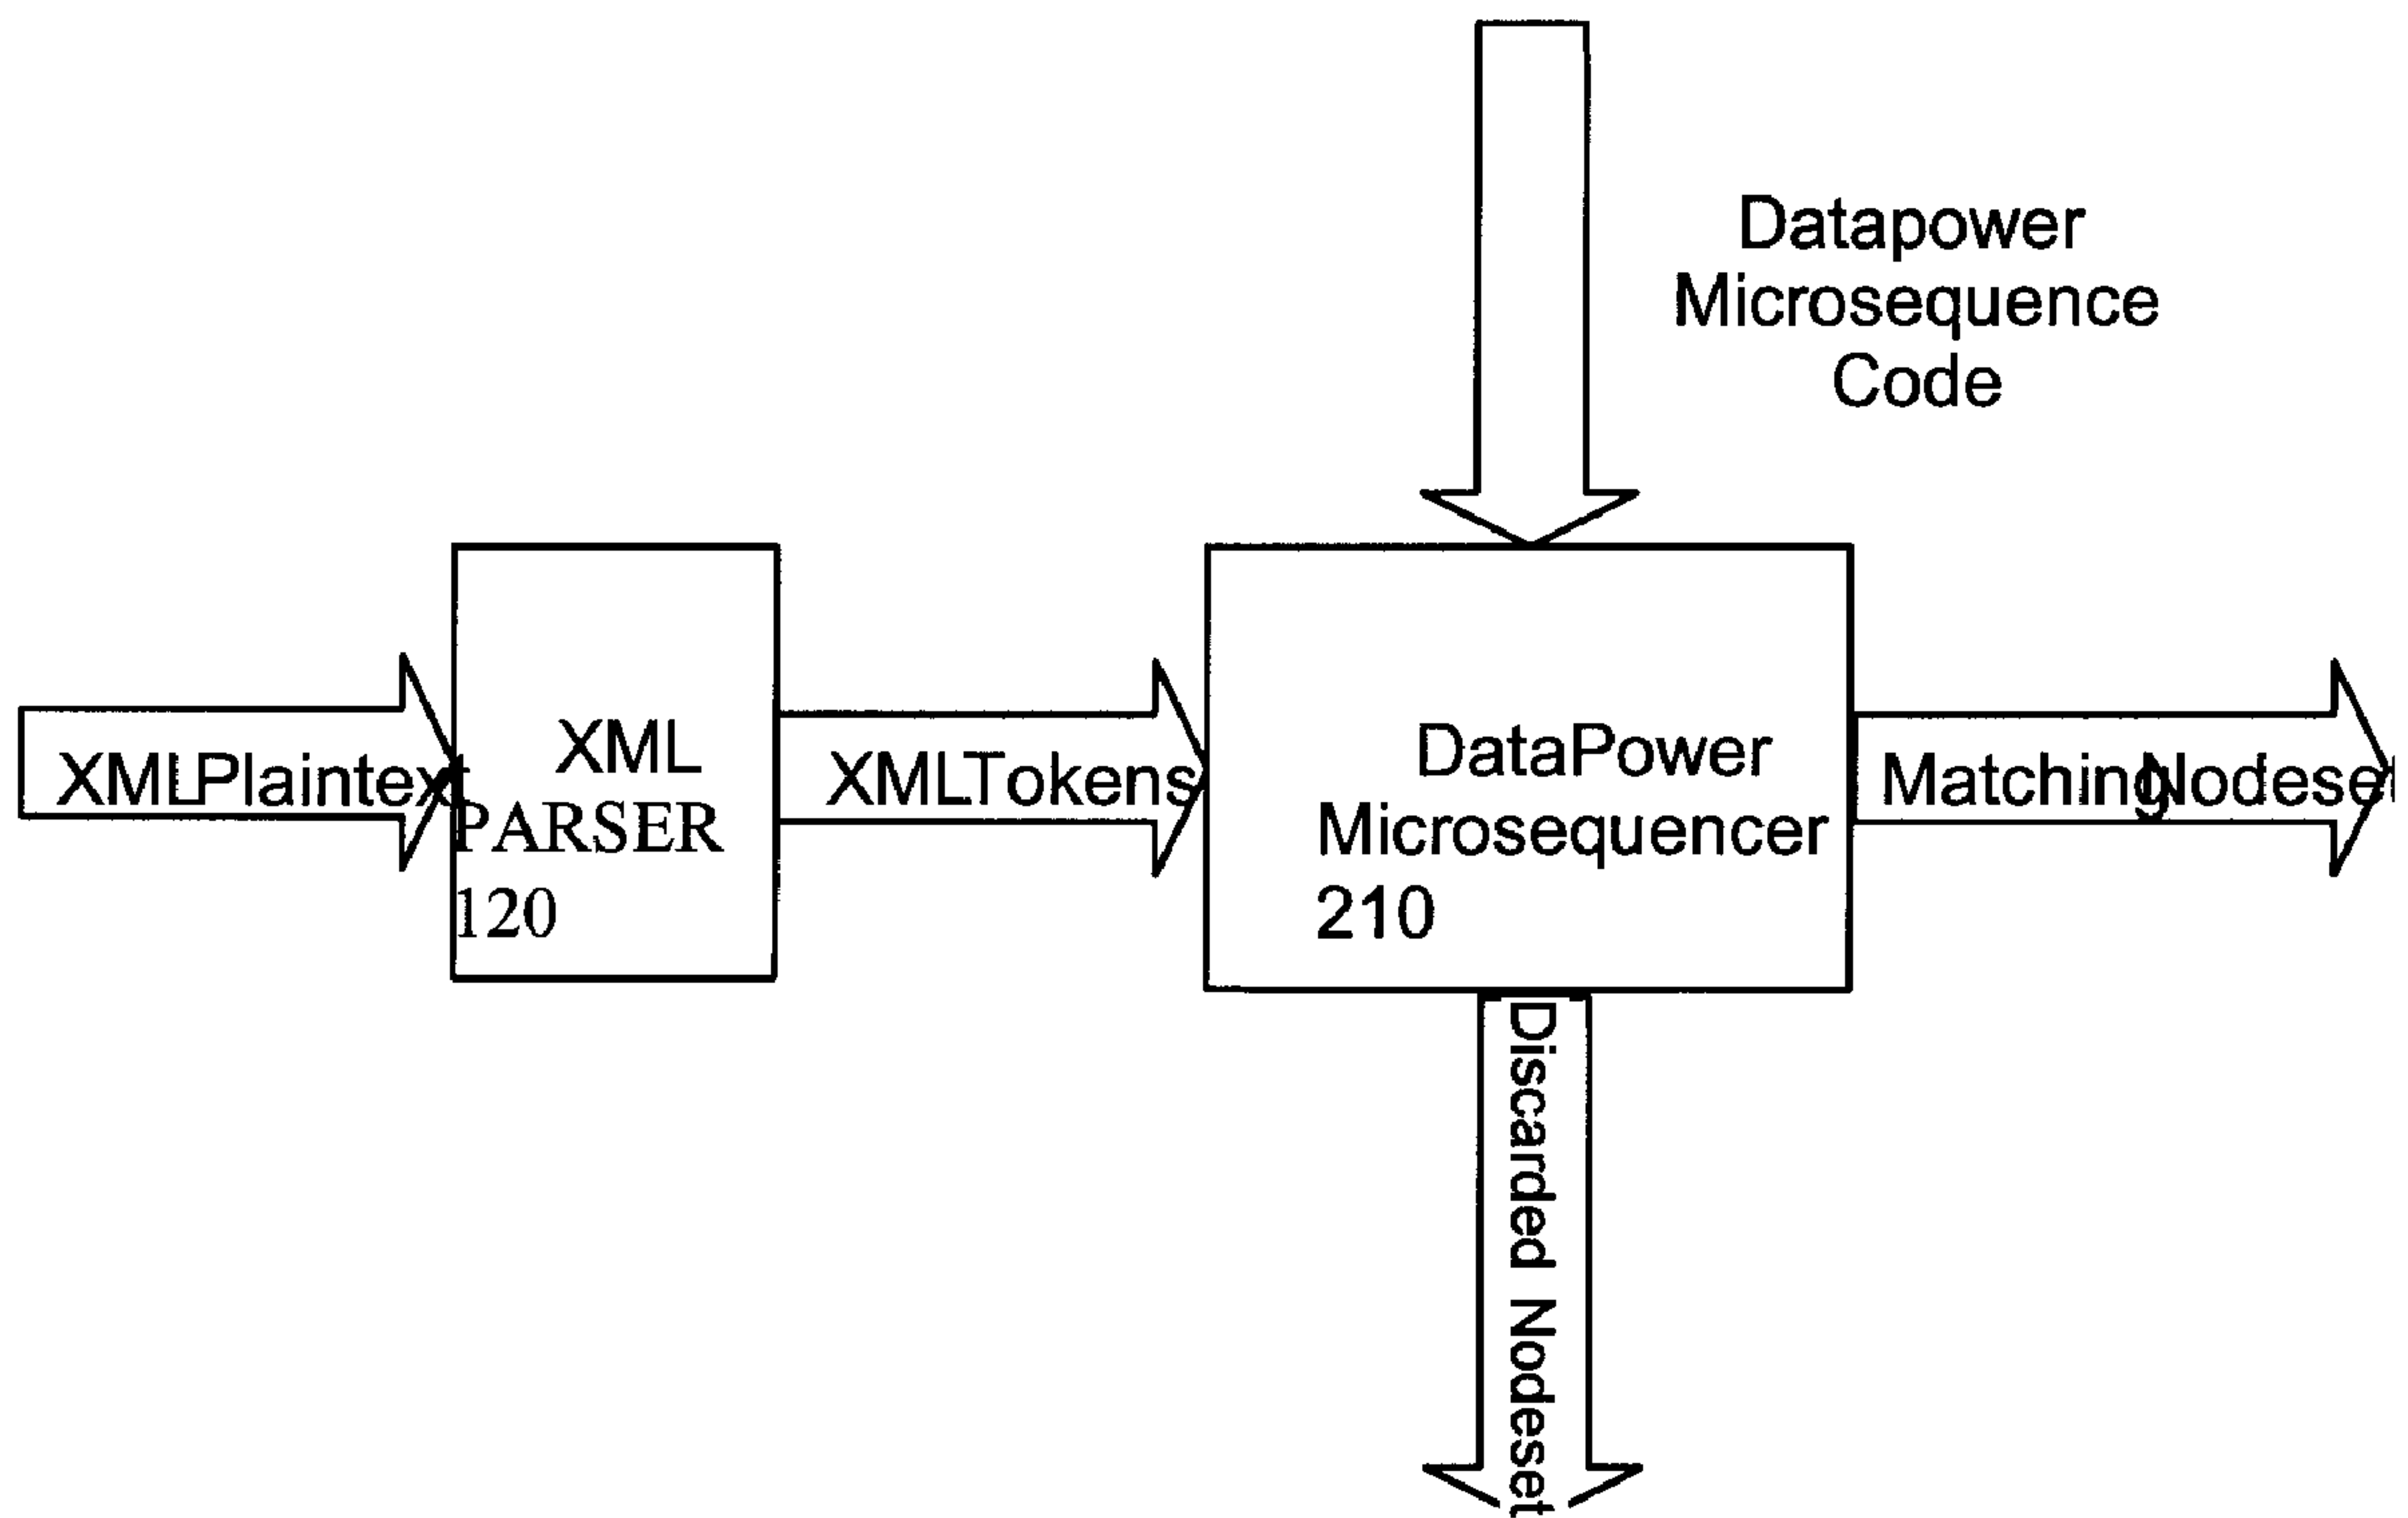 Datapower
Microsequence
Code
XMLPlaintext
XML
PARSER
120
XMLTokens
DataPower
Microsequencer
210
MatchingNodeset
Discarded Nodeset